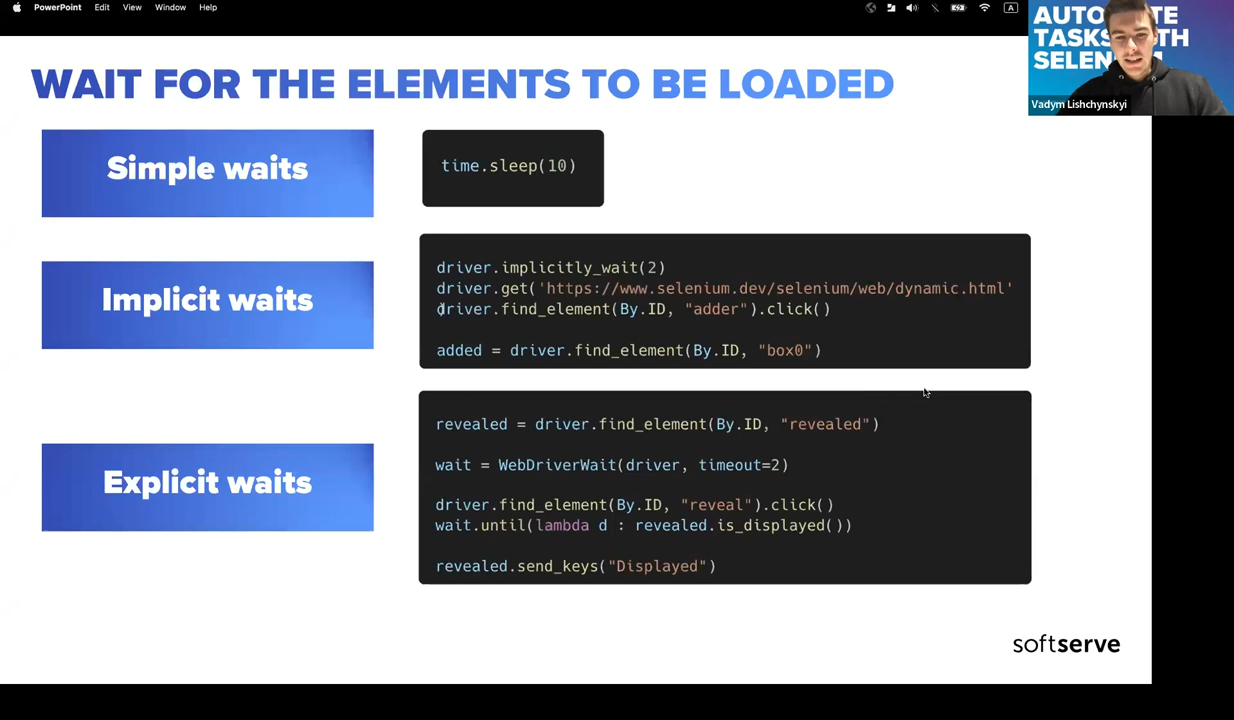 PowerPoint Edit View Window Help
A
WAIT FOR THE ELEMENTS TO BE LOADED
Simple waits
time.sleep(10)
Implicit waits
driver.implicitly_wait(2)
driver.get('https://www.selenium.dev/selenium/web/dynamic.html'
)
driver.find_element(By.ID, "adder").click()
added = driver.find_element(By.ID, "box0")
Explicit waits
revealed = driver.find_element(By.ID, "revealed")
wait = WebDriverWait(driver, timeout=2)
driver.find_element(By.ID, "reveal").click()
wait.until(lambda d : revealed.is_displayed())
revealed.send_keys("Displayed")
softserve
TE
TH
Vadym Lishchynskyi